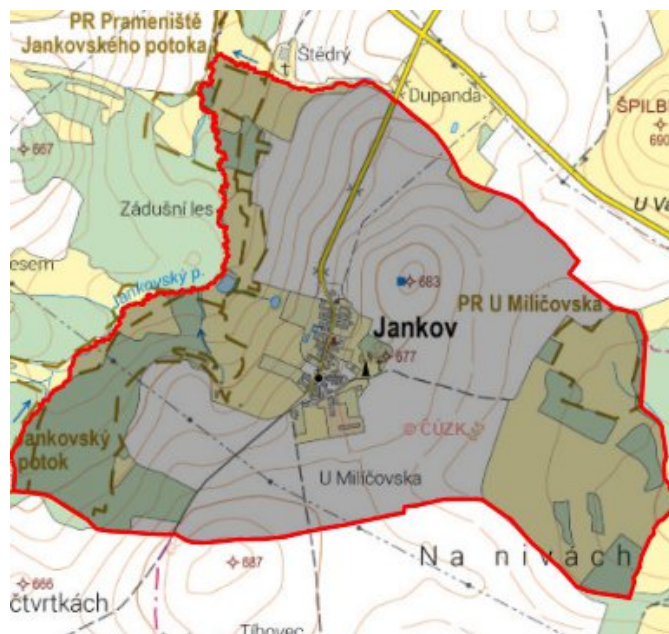 PR Prameniště
Jankovského potoka
Štědrý
Dupanda
ŠPILB
690
667
U Va
Zádušní les
esem
Jankovský p.
683
PR U Milíčovska
Jankov
677
© ČÚZK
Jankovský
potok
U Milíčovska
Na nivách
687
666
čtvrtkách
Tihovec